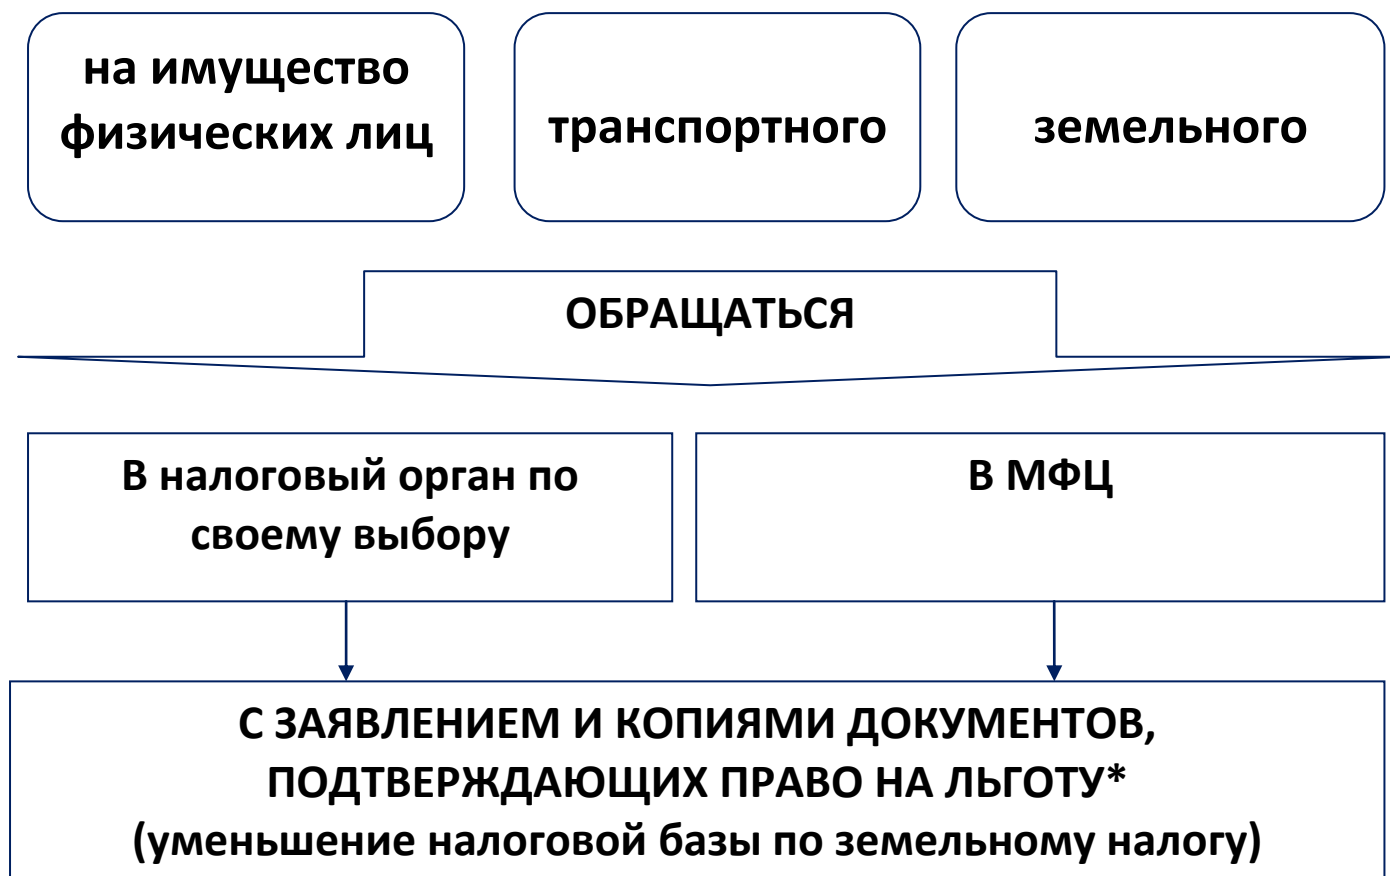 на имущество
физических лиц
транспортного
земельного
ОБРАЩАТЬСЯ
В налоговый орган по
своему выбору
В МФЦ
С ЗАЯВЛЕНИЕМ И КОПИЯМИ ДОКУМЕНТОВ,
ПОДТВЕРЖДАЮЩИХ ПРАВО НА ЛЬГОТУ*
(уменьшение налоговой базы по земельному налогу)